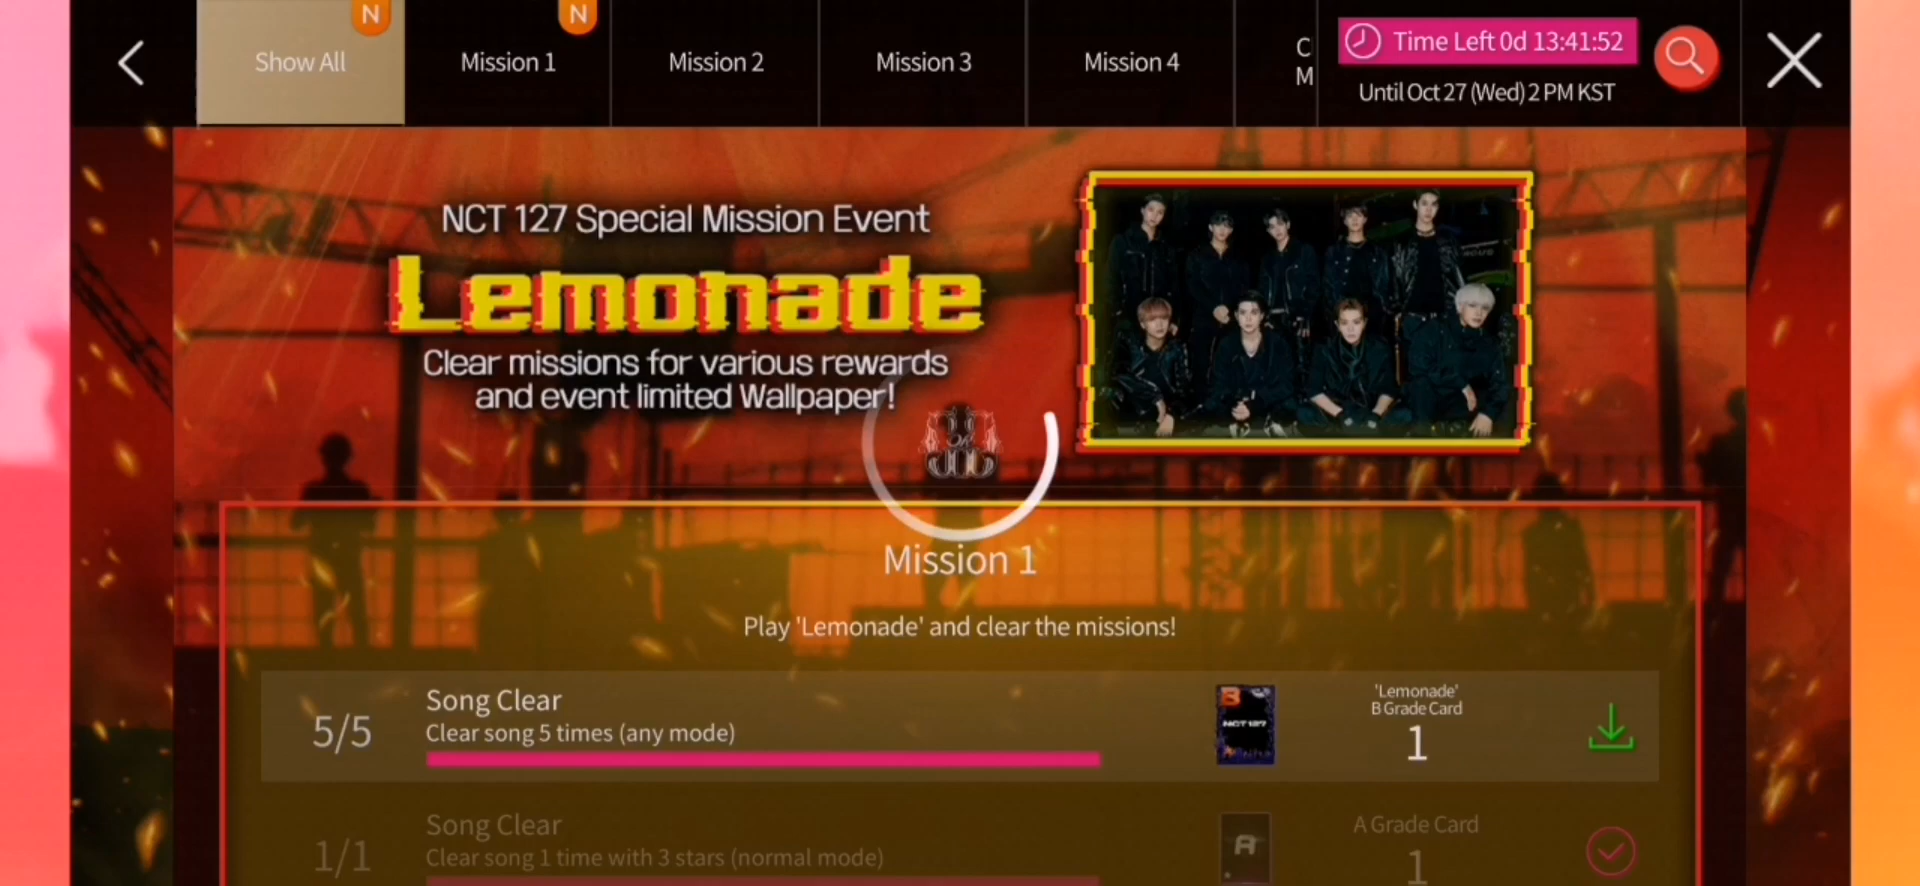 N
N
Show All
Mission 1
Mission 2
Mission 3
Mission 4
C
M
Time Left 0d 13:41:52
Until Oct 27 (Wed) 2 PM KST
NCT 127 Special Mission Event
Lemonade
Clear missions for various rewards
and event limited Wallpaper!
Mission 1
Play 'Lemonade' and clear the missions!
5/5
Song Clear
Clear song 5 times (any mode)
B
NCT 127
'Lemonade'
B Grade Card
1
1/1
Song Clear
Clear song 1 time with 3 stars (normal mode)
A
A Grade Card
1